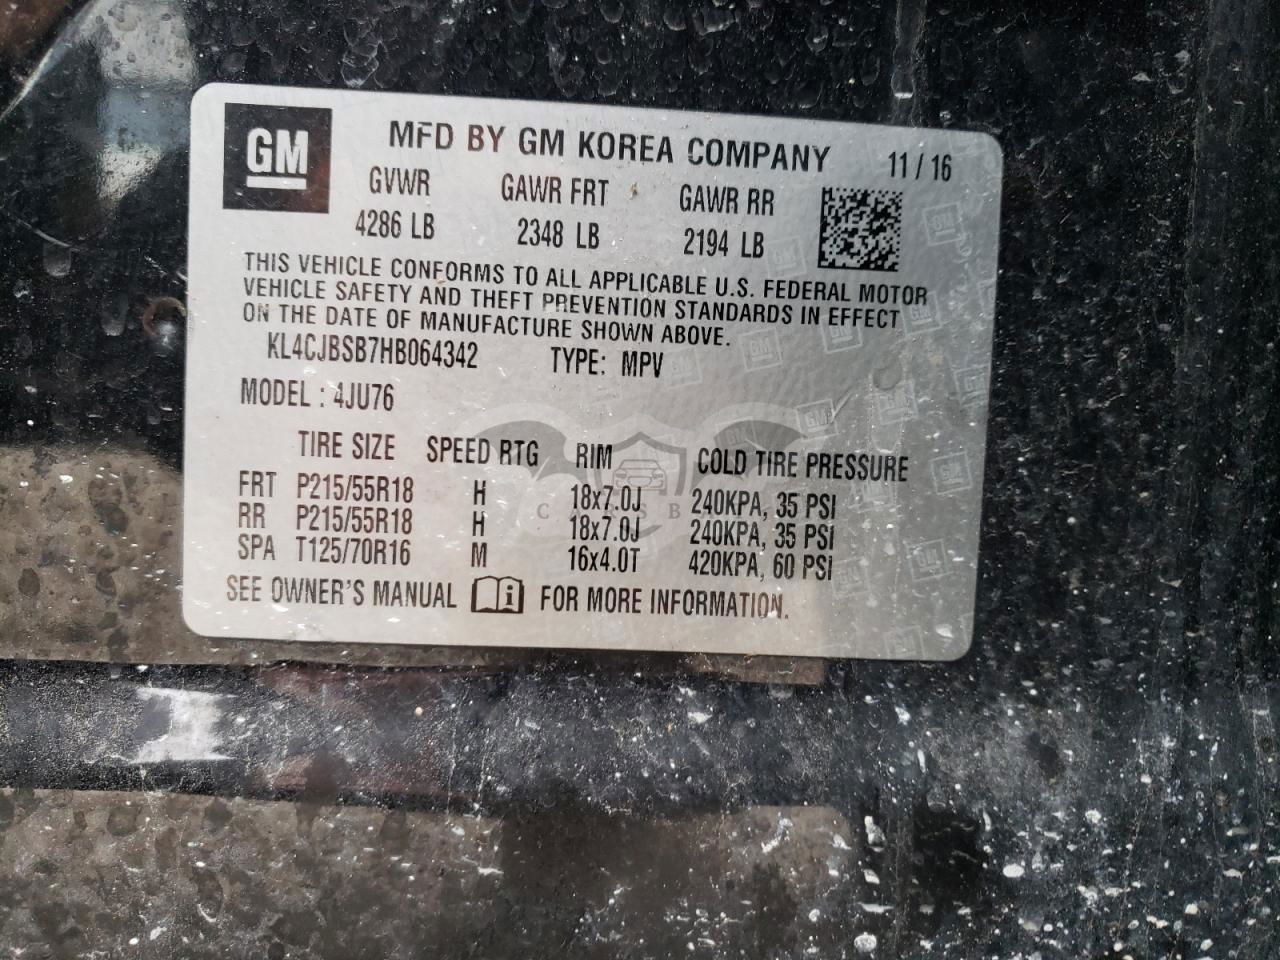 GM
MFD BY GM KOREA COMPANY 11 / 16
GVWR GAWR FRT GAWR RR
4286 LB 2348 LB 2194 LB
THIS VEHICLE CONFORMS TO ALL APPLICABLE U.S. FEDERAL MOTOR
VEHICLE SAFETY AND THEFT PREVENTION STANDARDS IN EFFECT
ON THE DATE OF MANUFACTURE SHOWN ABOVE.
KL4CJBSB7HB064342 TYPE: MPV
MODEL : 4JU76
TIRE SIZE SPEED RTG RIM COLD TIRE PRESSURE
FRT P215/55R18 H 18x7.0J 240KPA, 35 PSI
RR P215/55R18 H 18x7.0J 240KPA, 35 PSI
SPA T125/70R16 M 16x4.0T 420KPA, 60 PSI
SEE OWNER'S MANUAL i FOR MORE INFORMATION.